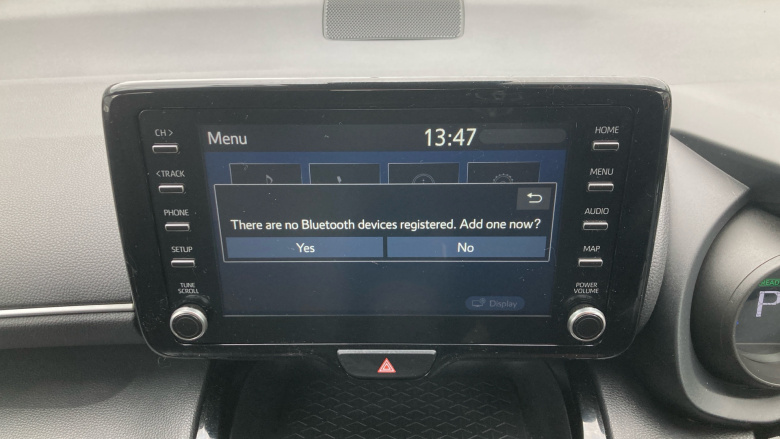 CH >
Menu
13:47
HOME
< TRACK
MENU
PHONE
There are no Bluetooth devices registered. Add one now?
AUDIO
SETUP
Yes
No
MAP
TUNE
SCROLL
Display
POWER
VOLUME
READY
P